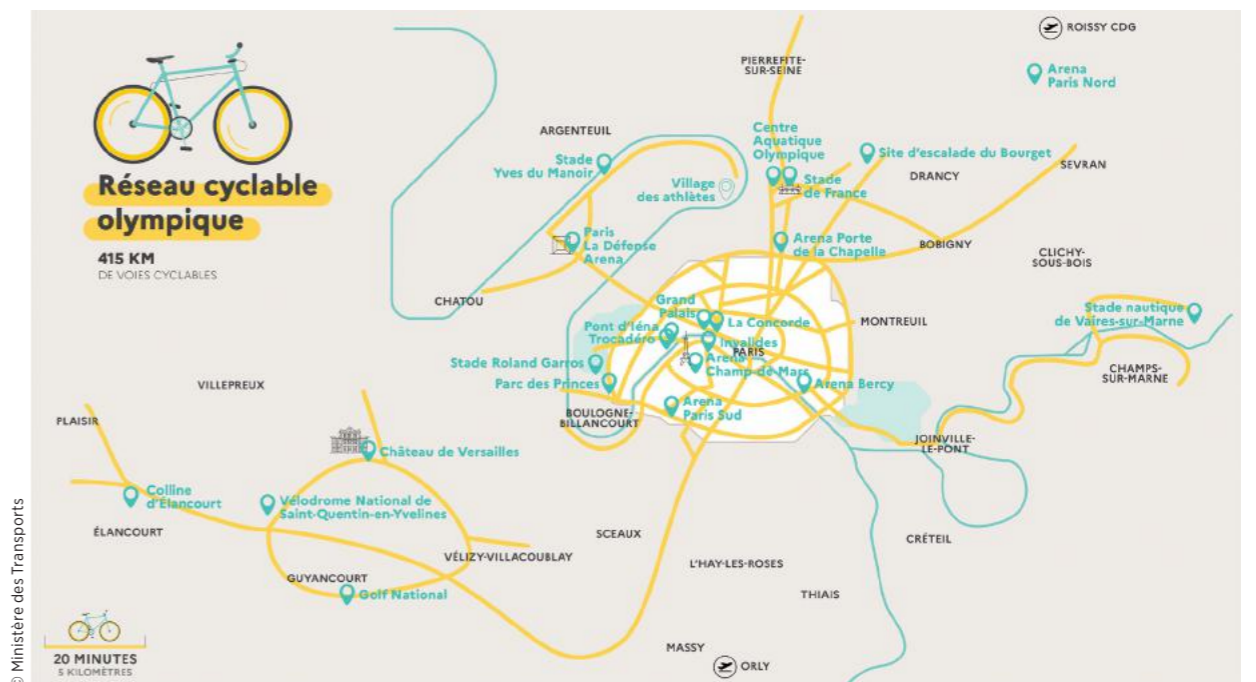 ROISSY CDG
Arena
Paris Nord
PIERREFITE-
SUR-SEINE
Réseau cyclable
olympique
415 KM
DE VOIES CYCLABLES
ARGENTEUIL
Stade
Yves du Manoir
Centre
Aquatique
Olympique
Stade
de France
Site d'escalade du Bourget
DRANCY
SEVRAN
Village
des athlètes
Paris
La Défense
Arena
Arena Porte
de la Chapelle
BOBIGNY
CLICHY-
SOUS-BOIS
CHATOU
Grand
Palais
La Concorde
MONTREUIL
Stade nautique
de Vaires-sur-Marne
Pont d'Iéna
Trocadéro
Invalides
PARIS
Arena
Champ-de-Mars
Stade Roland Garros
Parc des Princes
Arena Bercy
CHAMPS-
SUR-MARNE
VILLEPREUX
BOULOGNE-
BILLANCOURT
Arena
Paris Sud
PLAISIR
JOINVILLE-
LE-PONT
Château de Versailles
Colline
d'Élancourt
Vélodrome National de
Saint-Quentin-en-Yvelines
ÉLANCOURT
SCEAUX
CRÉTEIL
VÉLIZY-VILLACOUBLAY
L'HAY-LES-ROSES
GUYANCOURT
Golf National
THIAIS
MASSY
ORLY
20 MINUTES
5 KILOMÈTRES
© Ministère des Transports